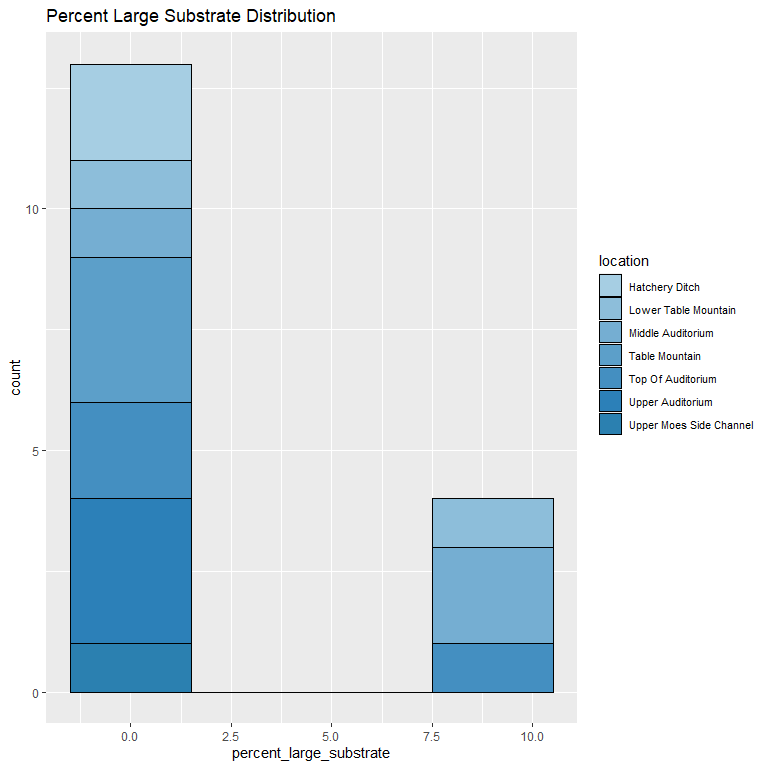 Percent Large Substrate Distribution
10
5
0
count
0.0 2.5 5.0 7.5 10.0
percent_large_substrate
location
Hatchery Ditch
Lower Table Mountain
Middle Auditorium
Table Mountain
Top Of Auditorium
Upper Auditorium
Upper Moes Side Channel